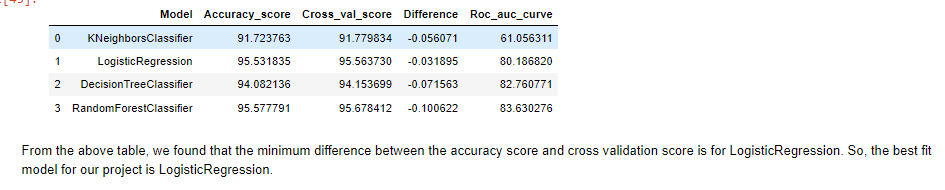 [49]:
Model Accuracy_score Cross_val_score Difference Roc_auc_curve
0 KNeighborsClassifier 91.723763 91.779834 -0.056071 61.056311
1 LogisticRegression 95.531835 95.563730 -0.031895 80.186820
2 DecisionTreeClassifier 94.082136 94.153699 -0.071563 82.760771
3 RandomForestClassifier 95.577791 95.678412 -0.100622 83.630276
From the above table, we found that the minimum difference between the accuracy score and cross validation score is for LogisticRegression. So, the best fit
model for our project is LogisticRegression.